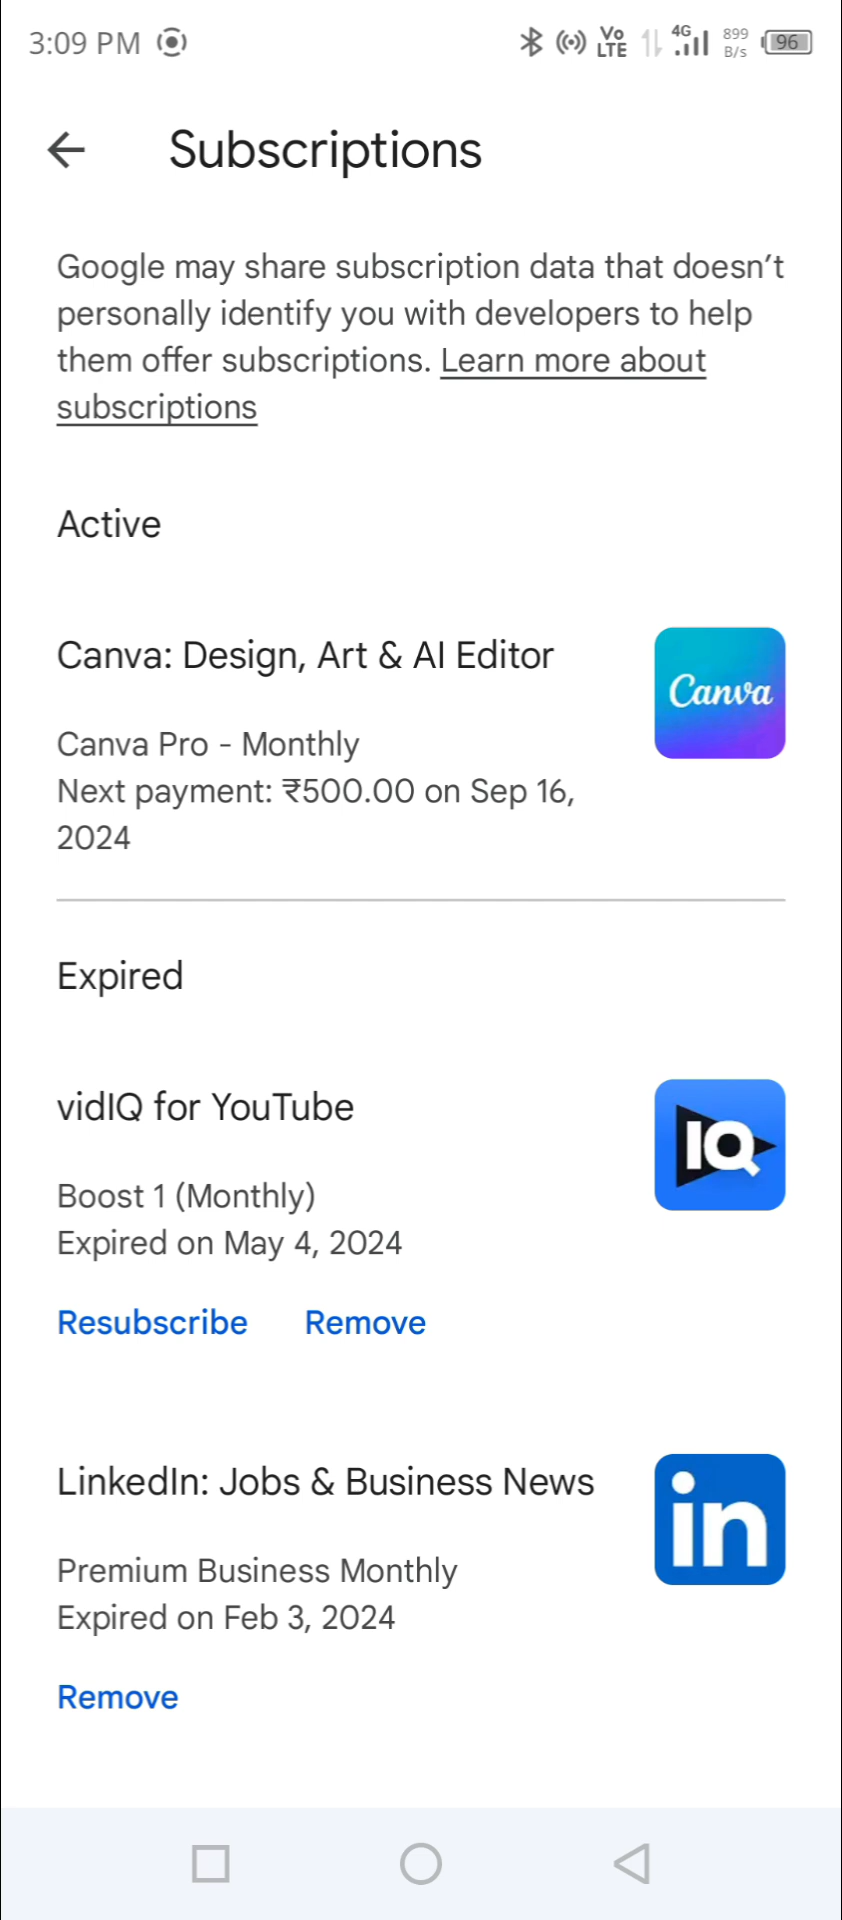 3:09 PM
Vo LTE 4G 899 B/s 96
Subscriptions
Google may share subscription data that doesn’t
personally identify you with developers to help
them offer subscriptions. Learn more about
subscriptions
Active
Canva: Design, Art & AI Editor
Canva
Canva Pro - Monthly
Next payment: ₹500.00 on Sep 16,
2024
Expired
vidIQ for YouTube
IQ
Boost 1 (Monthly)
Expired on May 4, 2024
Resubscribe Remove
LinkedIn: Jobs & Business News
in
Premium Business Monthly
Expired on Feb 3, 2024
Remove